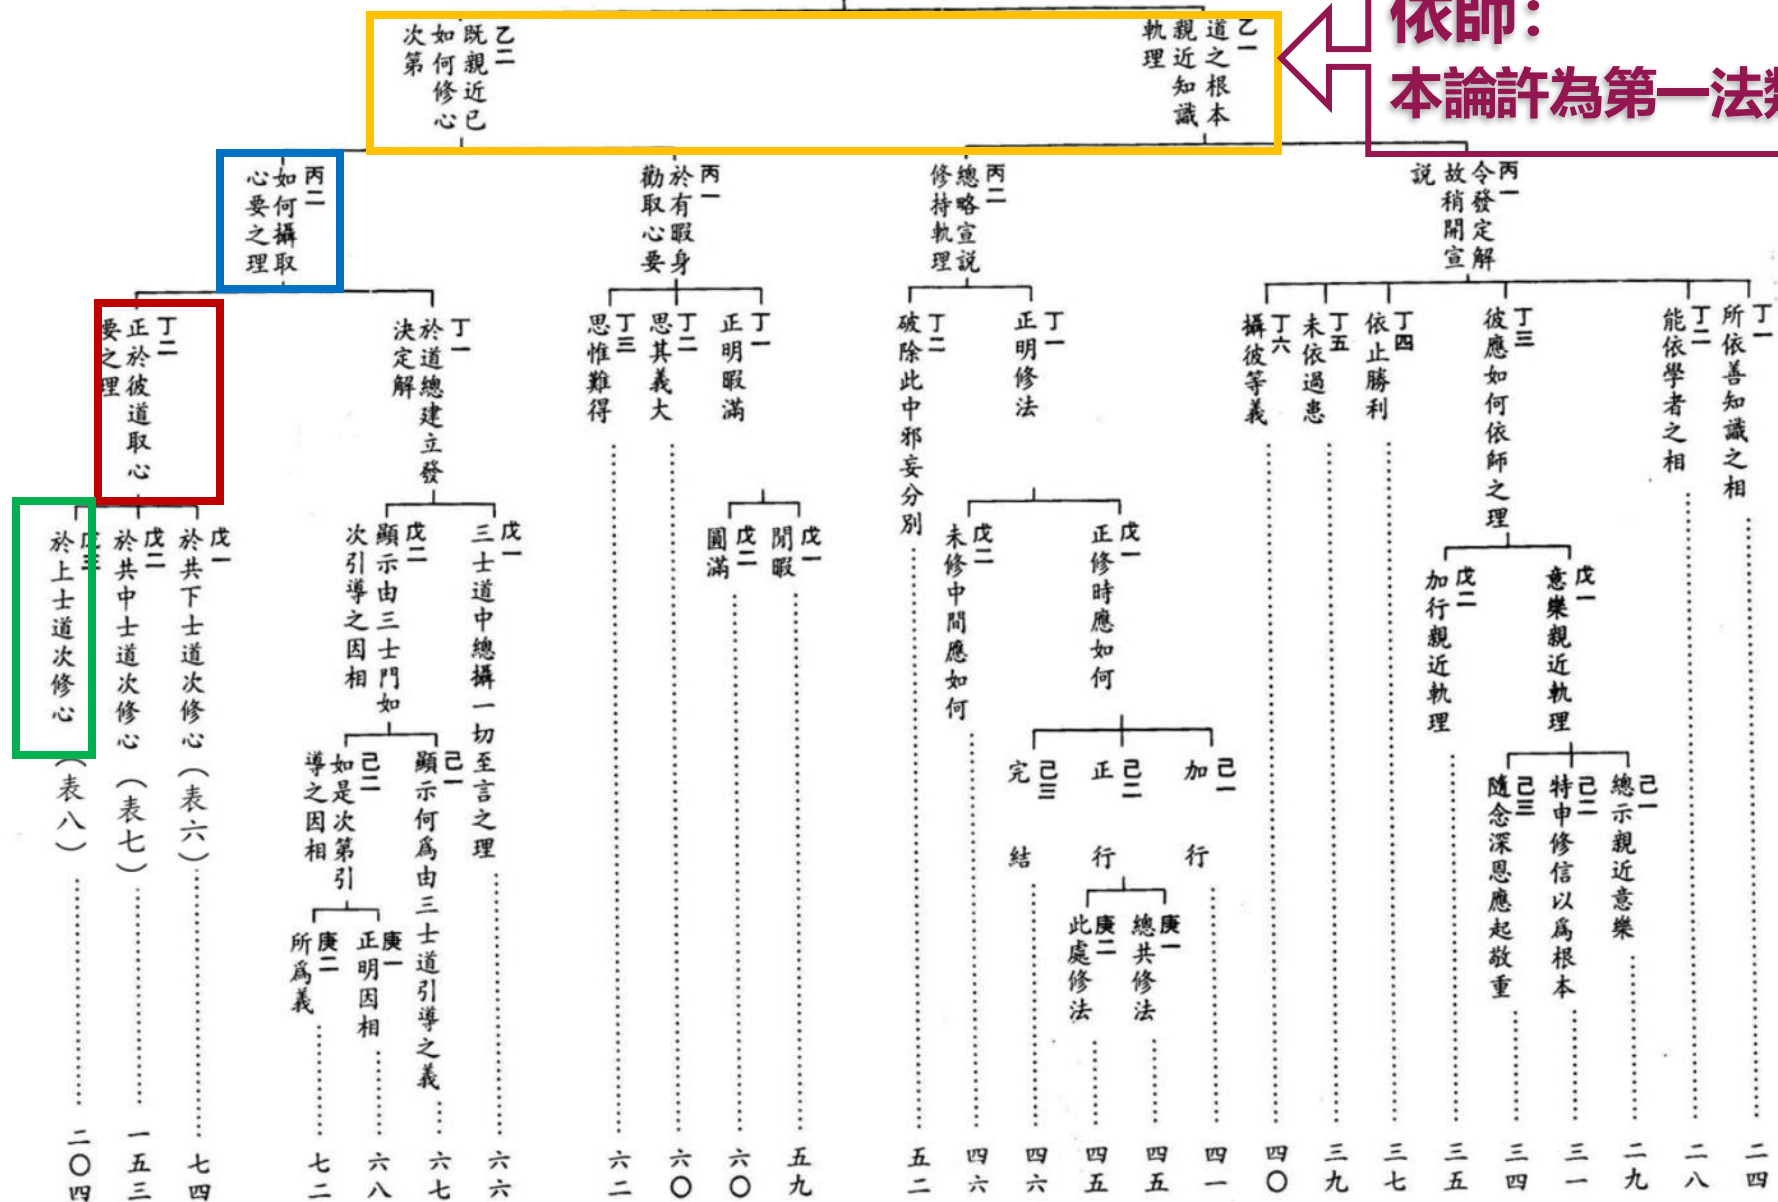 依師：
本論許為第一法類
乙一
道之根本
親近知識
軌理
乙二
既親近已
如何修心
次第
丙一
令發定解
故稍開宣
説
丙二
總略宣説
修持軌理
丙一
於有暇身
勸取心要
丙二
如何攝取
心要之理
丁一
所依善知識之相
丁二
能依學者之相
丁三
彼應如何依師之理
丁四
依止勝利
丁五
未依過患
丁六
攝彼等義
丁一
正明修法
丁二
破除此中邪妄分別
丁一
正明暇滿
丁二
思其義大
丁三
思惟難得
丁一
於道總建立發
決定解
丁二
正於彼道取心
要之理
戊一
意樂親近軌理
戊二
加行親近軌理
戊一
正修時應如何
戊二
未修中間應如何
戊一
閒暇
戊二
圓滿
戊一
三士道中總攝一切至言之理
戊二
顯示由三士門如
次引導之因相
戊一
於共下士道次修心（表六）
戊二
於共中士道次修心（表七）
戊三
於上士道次修心（表八）
己一
總示親近意樂
己二
特申修信以爲根本
己三
隨念深恩應起敬重
己一
加行
己二
正行
己三
完結
己一
顯示何爲由三士道引導之義
己二
如是次第引
導之因相
庚一
總共修法
庚二
此處修法
庚一
正明因相
庚二
所爲義
二四
二八
二九
三一
三四
三五
三七
三九
四〇
四一
四五
四五
四六
四六
五二
五九
六〇
六〇
六二
六六
六七
六八
七二
七四
一五三
二〇四